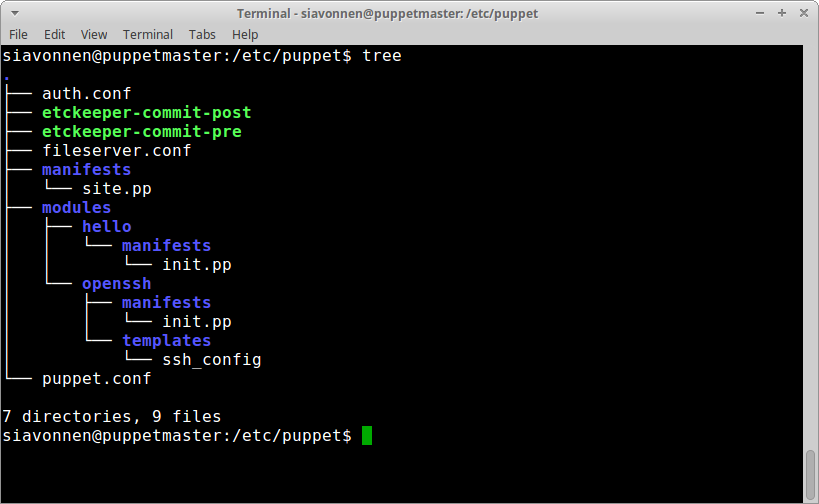 Terminal - siavonnen@puppetmaster: /etc/puppet
File Edit View Terminal Tabs Help
siavonnen@puppetmaster:/etc/puppet$ tree
.
├── auth.conf
├── etckeeper-commit-post
├── etckeeper-commit-pre
├── fileserver.conf
├── manifests
│   └── site.pp
├── modules
│   ├── hello
│   │   └── manifests
│   │       └── init.pp
│   └── openssh
│       ├── manifests
│       │   └── init.pp
│       └── templates
│           └── ssh_config
└── puppet.conf
7 directories, 9 files
siavonnen@puppetmaster:/etc/puppet$